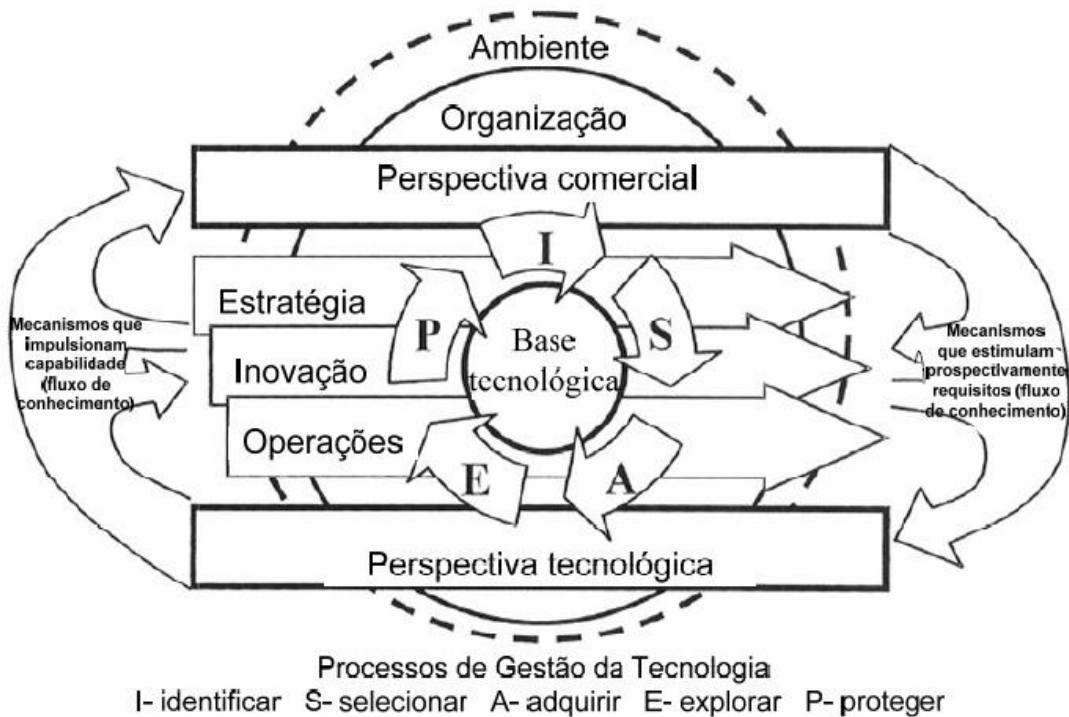 Ambiente
Organização
Perspectiva comercial
I
Estratégia
P
S
Mecanismos que
impulsionam
capabilidade
(fluxo de
conhecimento)
Base
tecnológica
Mecanismos
que estimulam
prospectivamente
requisitos (fluxo
de conhecimento)
Inovação
Operações
E
A
Perspectiva tecnológica
Processos de Gestão da Tecnologia
I- identificar S- selecionar A- adquirir E- explorar P- proteger